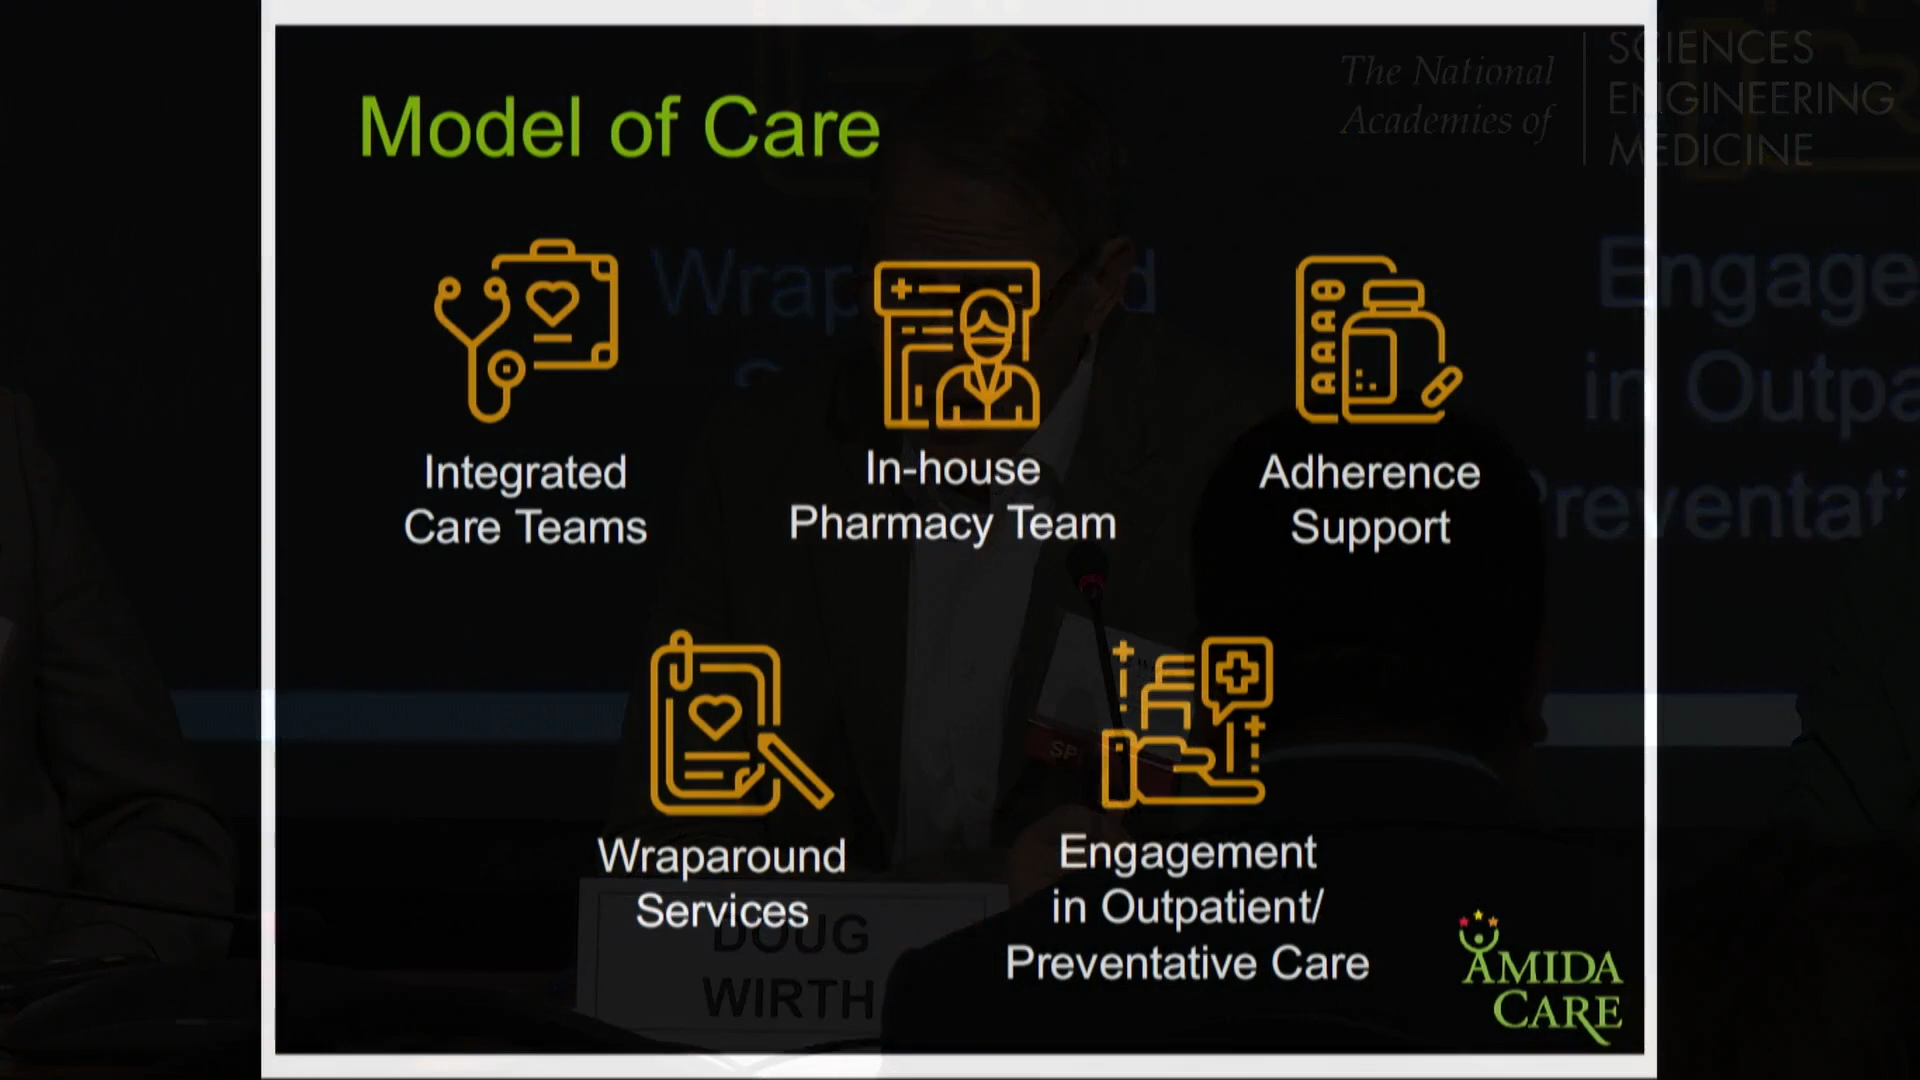 The National
Academies of
SCIENCES
ENGINEERING
MEDICINE
Model of Care
Integrated
Care Teams
In-house
Pharmacy Team
Adherence
Support
Wraparound
Services
Engagement
in Outpatient/
Preventative Care
AMIDA
CARE
DOUG
WIRTH